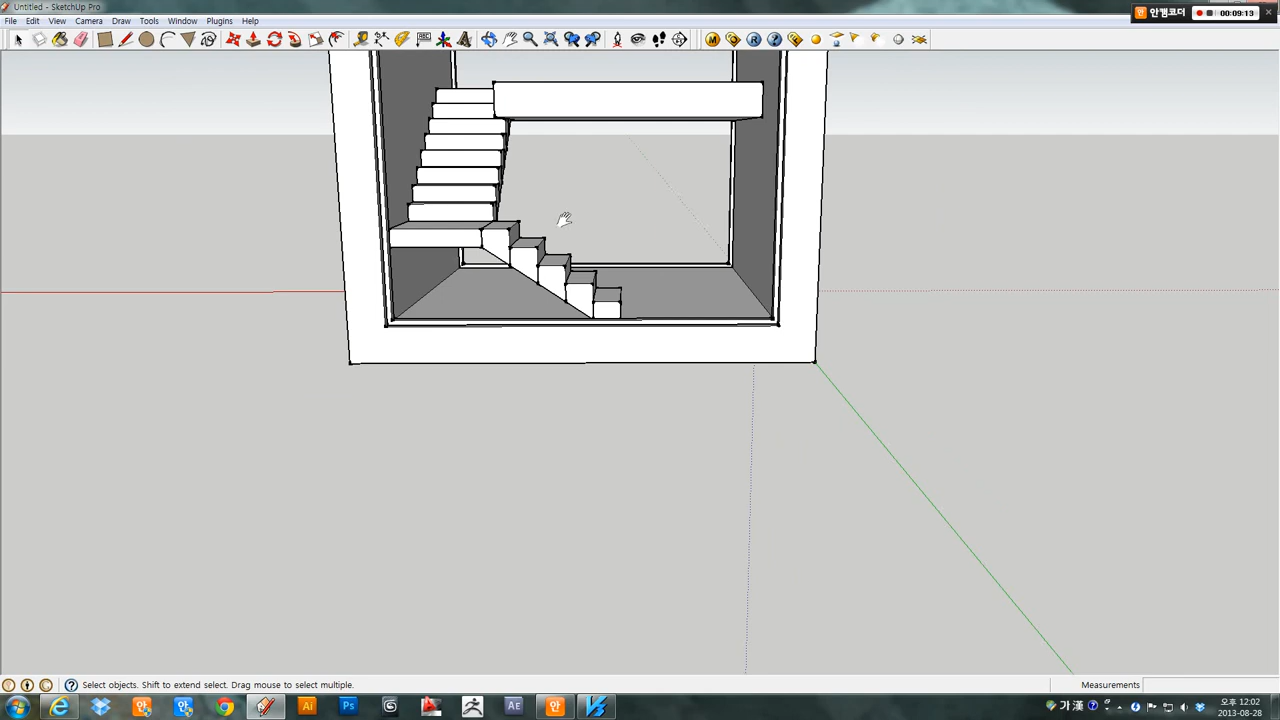 Untitled - SketchUp Pro
안캠코더
00:09:13
File Edit View Camera Draw Tools Window Plugins Help
Select objects. Shift to extend select. Drag mouse to select multiple.
Measurements
가 漢
오후 12:02
2013-08-28